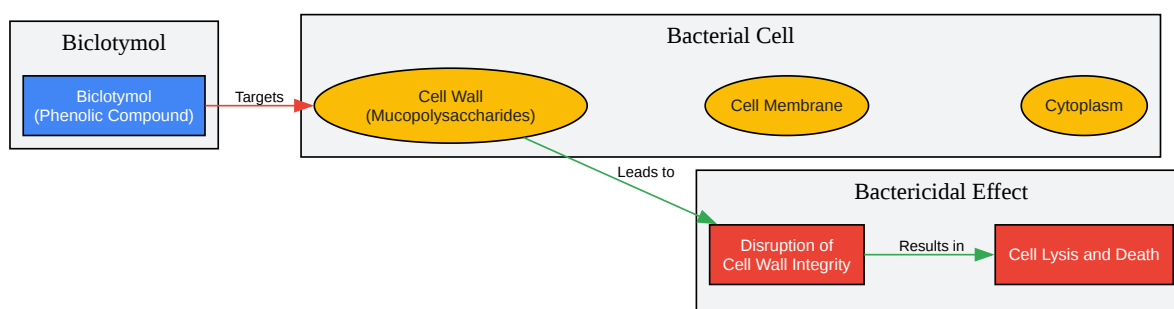 Biclotymol
Biclotymol
(Phenolic Compound)
Targets
Bacterial Cell
Cell Wall
(Mucopolysaccharides)
Cell Membrane
Cytoplasm
Leads to
Bactericidal Effect
Disruption of
Cell Wall Integrity
Results in
Cell Lysis and Death